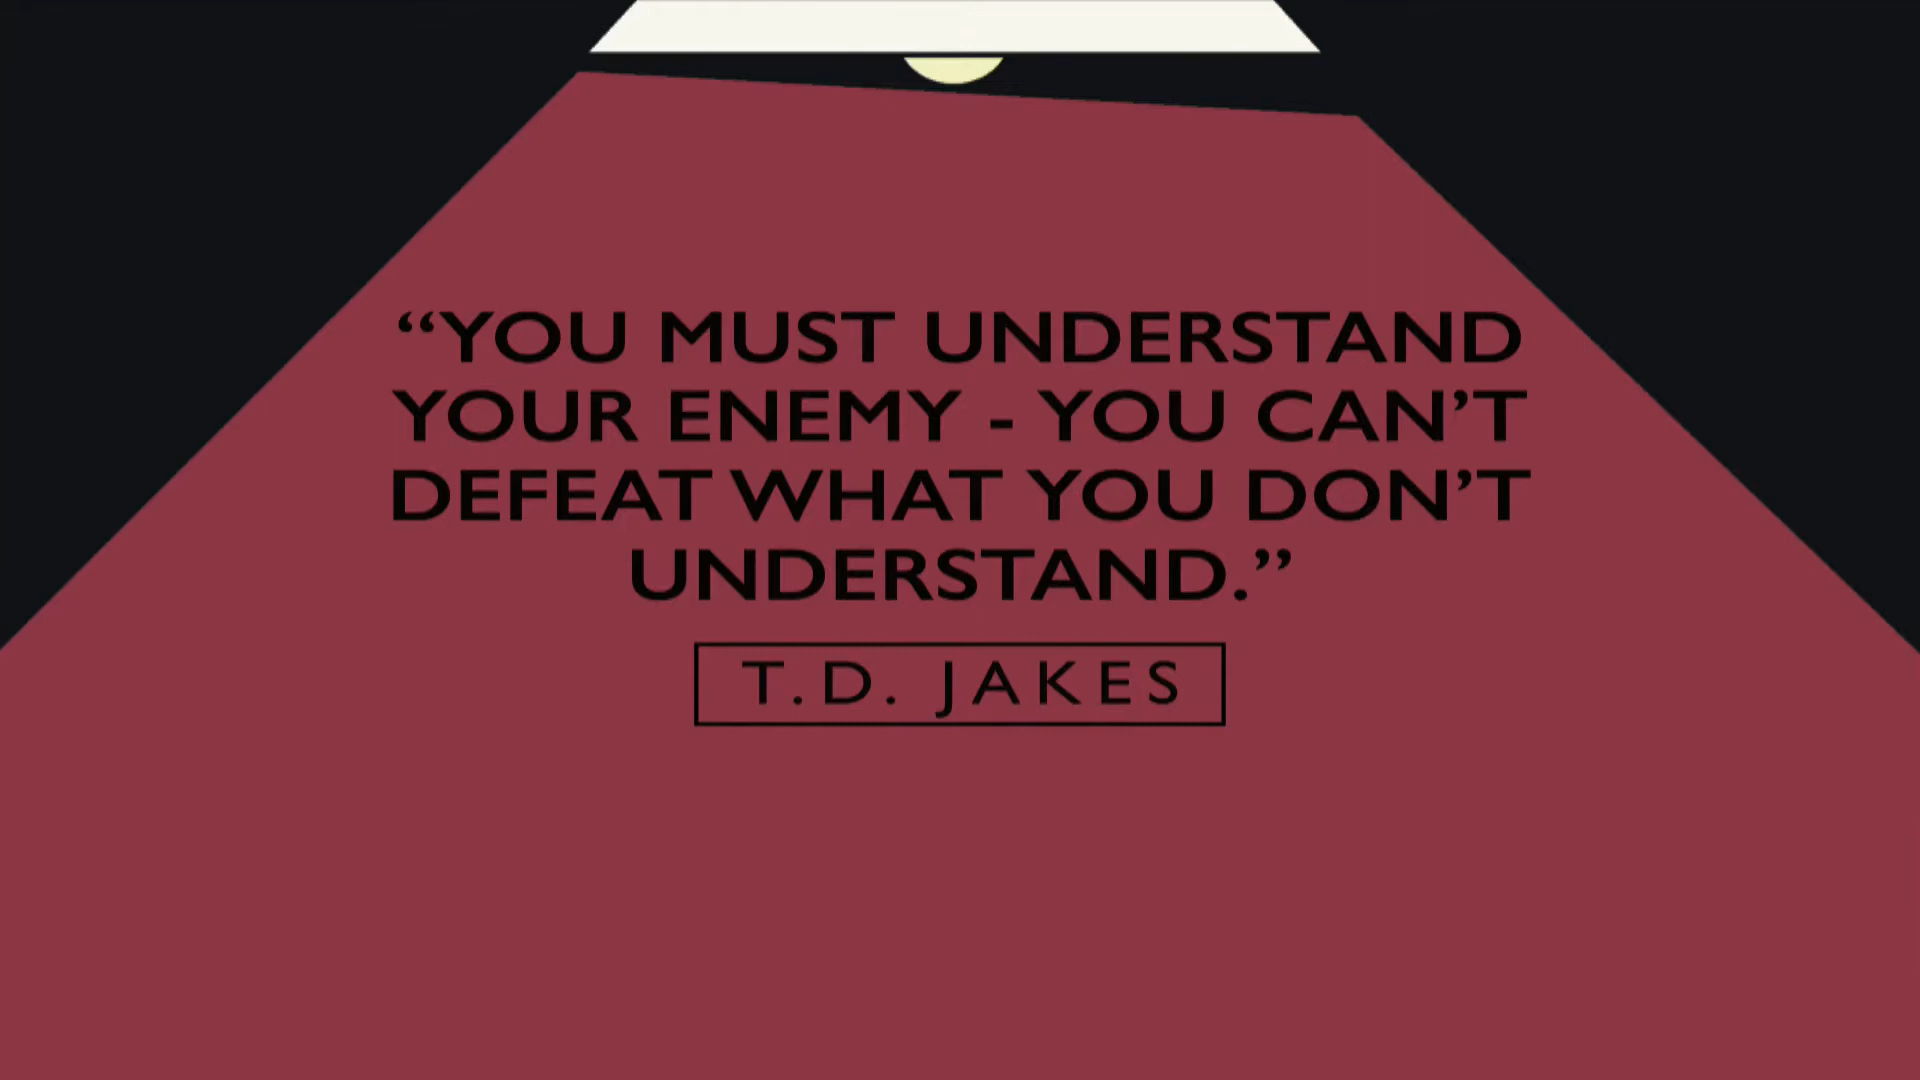 “YOU MUST UNDERSTAND
YOUR ENEMY - YOU CAN’T
DEFEAT WHAT YOU DON’T
UNDERSTAND.”
T.D. JAKES